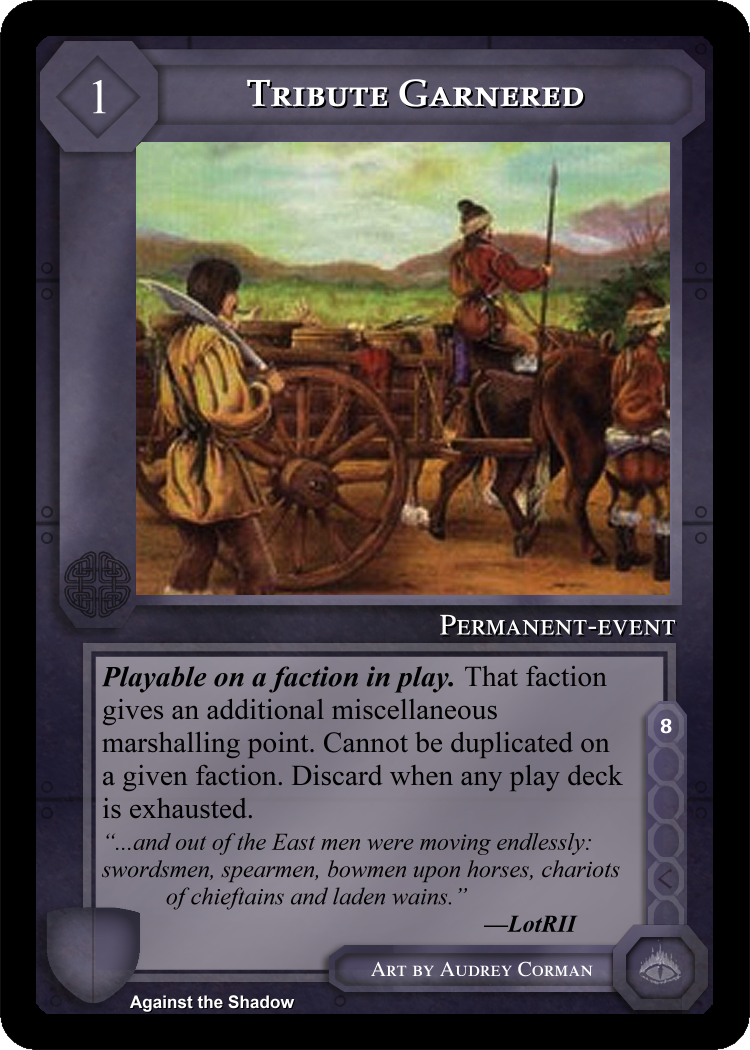 1
Tribute Garnered
Permanent-event
Playable on a faction in play. That faction
gives an additional miscellaneous
marshalling point. Cannot be duplicated on
a given faction. Discard when any play deck
is exhausted.
8
“...and out of the East men were moving endlessly:
swordsmen, spearmen, bowmen upon horses, chariots
of chieftains and laden wains.”
—LotRII
Art by Audrey Corman
Against the Shadow